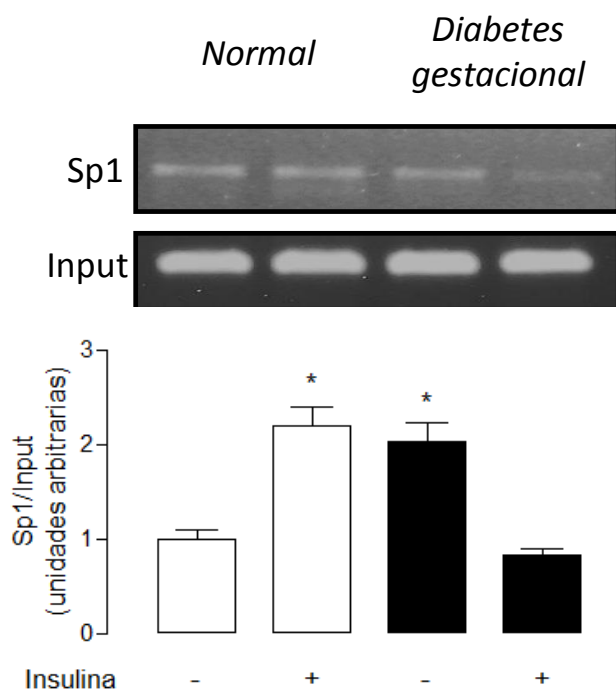 Normal
Diabetes
gestacional
Sp1
Input
3
2
1
0
Sp1/Input
(unidades arbitrarias)
*
*
Insulina - + - +